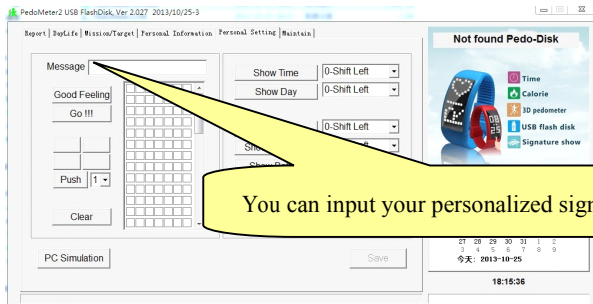 PedoMeter2 USB FlashDisk, Ver 2.027 2013/10/25-3
Report | DayLife | Mission/Target | Personal Information | Personal Setting | Maintain |
Not found Pedo-Disk
Message
Show Time 0-Shift Left
Good Feeling
Show Day 0-Shift Left
Go !!!
0-Shift Left
Push 1
Clear
PC Simulation
Save
Time
Calorie
3D pedometer
USB flash disk
Signature show
You can input your personalized sign
27 28 29 30 31 1 2
3 4 5 6 7 8 9
今天: 2013-10-25
18:15:36